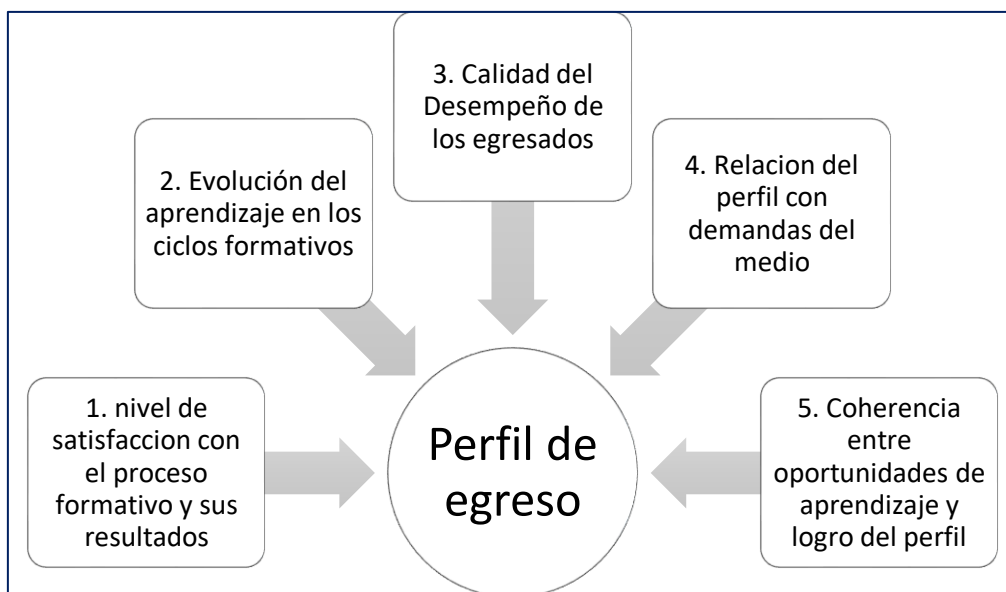 1. nivel de
satisfaccion con
el proceso
formativo y sus
resultados
2. Evolución del
aprendizaje en los
ciclos formativos
3. Calidad del
Desempeño de
los egresados
4. Relacion del
perfil con
demandas del
medio
5. Coherencia
entre
oportunidades de
aprendizaje y
logro del perfil
Perfil de
egreso